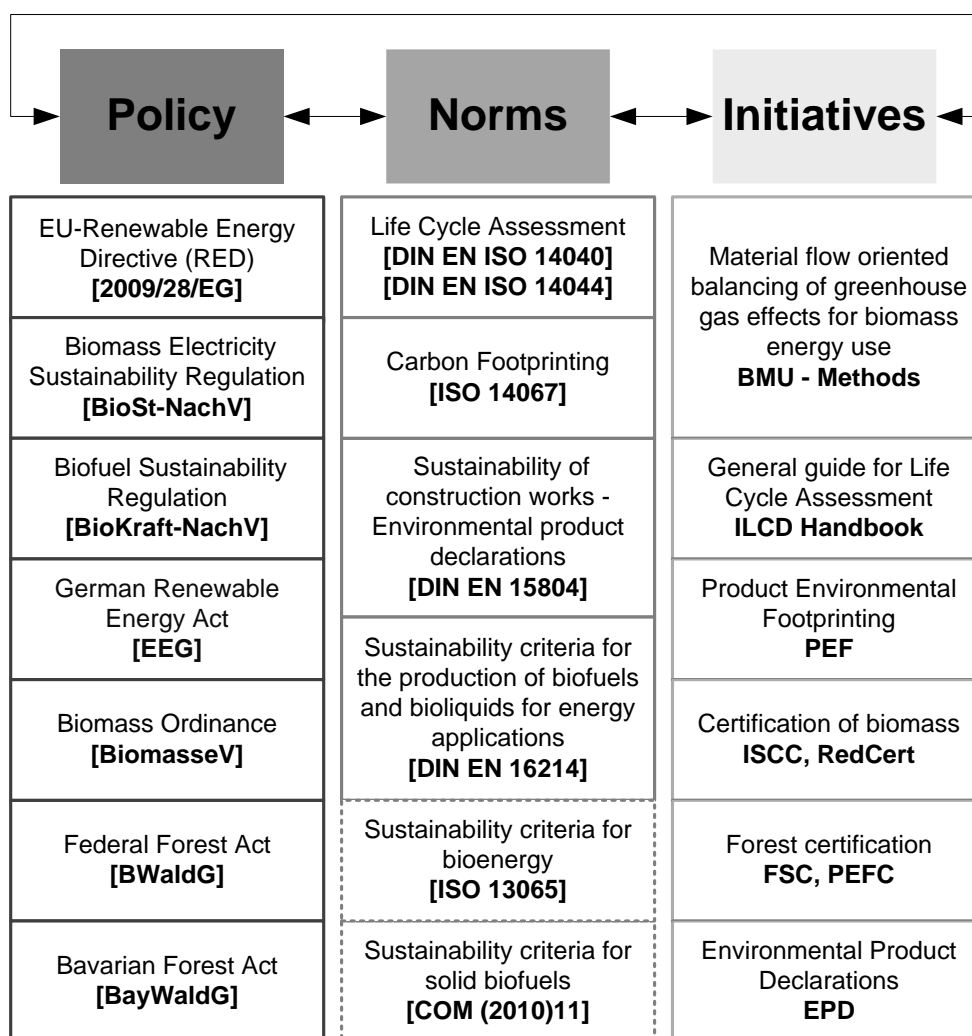 Policy
Norms
Initiatives
EU-Renewable Energy
Directive (RED)
[2009/28/EG]
Biomass Electricity
Sustainability Regulation
[BioSt-NachV]
Biofuel Sustainability
Regulation
[BioKraft-NachV]
German Renewable
Energy Act
[EEG]
Biomass Ordinance
[BiomasseV]
Federal Forest Act
[BWaldG]
Bavarian Forest Act
[BayWaldG]
Life Cycle Assessment
[DIN EN ISO 14040]
[DIN EN ISO 14044]
Carbon Footprinting
[ISO 14067]
Sustainability of
construction works -
Environmental product
declarations
[DIN EN 15804]
Sustainability criteria for
the production of biofuels
and bioliquids for energy
applications
[DIN EN 16214]
Sustainability criteria for
bioenergy
[ISO 13065]
Sustainability criteria for
solid biofuels
[COM (2010)11]
Material flow oriented
balancing of greenhouse
gas effects for biomass
energy use
BMU - Methods
General guide for Life
Cycle Assessment
ILCD Handbook
Product Environmental
Footprinting
PEF
Certification of biomass
ISCC, RedCert
Forest certification
FSC, PEFC
Environmental Product
Declarations
EPD